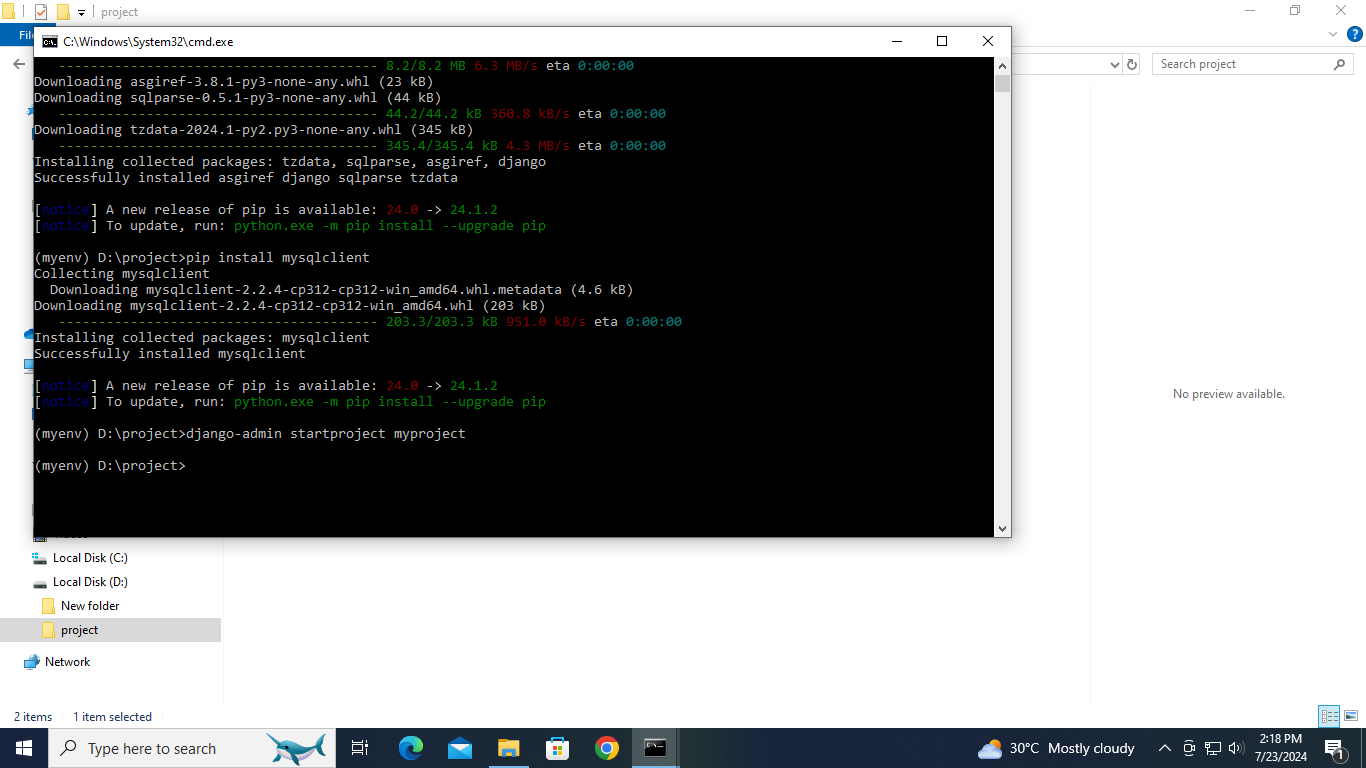 project
File
C:\Windows\System32\cmd.exe
Search project
---------------------------------------- 8.2/8.2 MB 6.3 MB/s eta 0:00:00
Downloading asgiref-3.8.1-py3-none-any.whl (23 kB)
Downloading sqlparse-0.5.1-py3-none-any.whl (44 kB)
---------------------------------------- 44.2/44.2 kB 360.8 kB/s eta 0:00:00
Downloading tzdata-2024.1-py2.py3-none-any.whl (345 kB)
---------------------------------------- 345.4/345.4 kB 4.3 MB/s eta 0:00:00
Installing collected packages: tzdata, sqlparse, asgiref, django
Successfully installed asgiref django sqlparse tzdata
[notice] A new release of pip is available: 24.0 -> 24.1.2
[notice] To update, run: python.exe -m pip install --upgrade pip
(myenv) D:\project>pip install mysqlclient
Collecting mysqlclient
Downloading mysqlclient-2.2.4-cp312-cp312-win_amd64.whl.metadata (4.6 kB)
Downloading mysqlclient-2.2.4-cp312-cp312-win_amd64.whl (203 kB)
---------------------------------------- 203.3/203.3 kB 951.0 kB/s eta 0:00:00
Installing collected packages: mysqlclient
Successfully installed mysqlclient
[notice] A new release of pip is available: 24.0 -> 24.1.2
[notice] To update, run: python.exe -m pip install --upgrade pip
(myenv) D:\project>django-admin startproject myproject
(myenv) D:\project>
No preview available.
Local Disk (C:)
Local Disk (D:)
New folder
project
Network
2 items
1 item selected
Type here to search
30°C Mostly cloudy
2:18 PM
7/23/2024
1